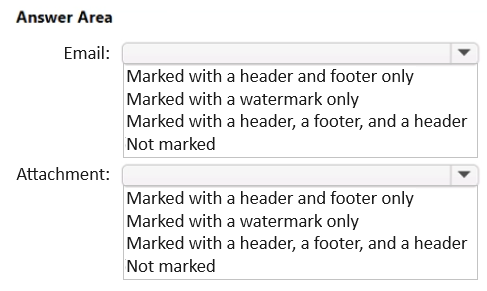 Answer Area
Email:
Marked with a header and footer only
Marked with a watermark only
Marked with a header, a footer, and a header
Not marked
Attachment:
Marked with a header and footer only
Marked with a watermark only
Marked with a header, a footer, and a header
Not marked